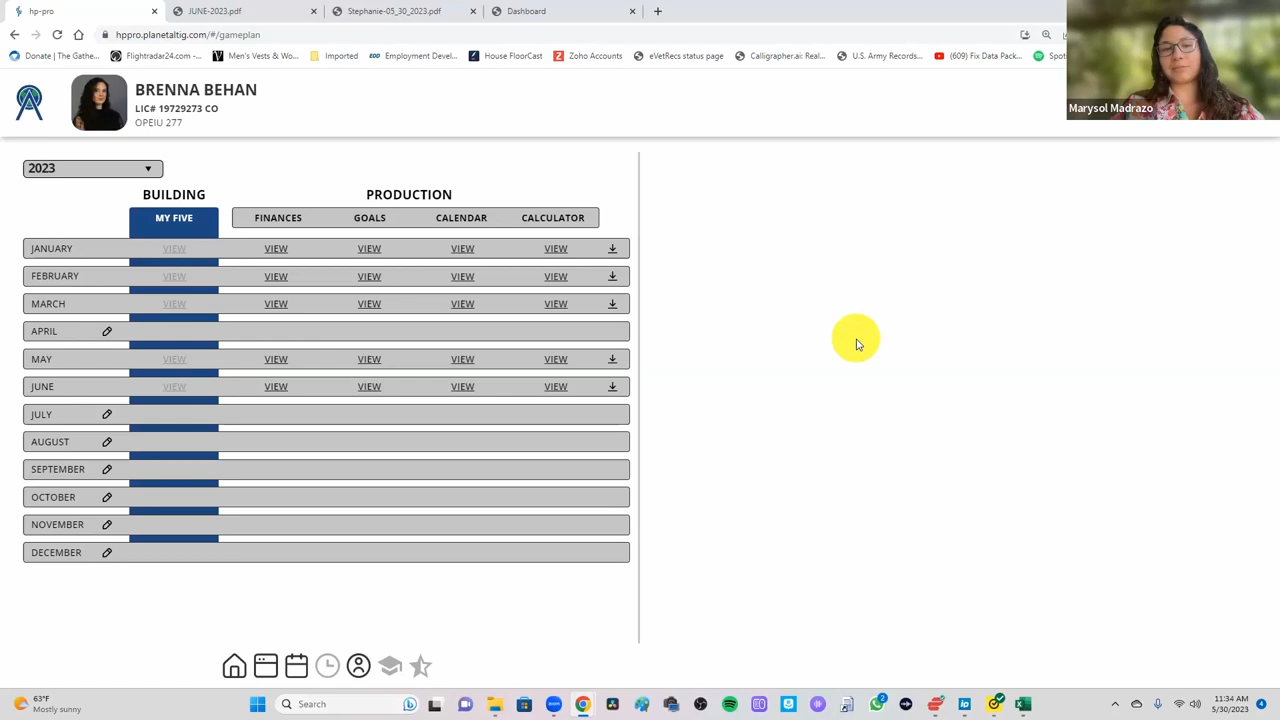 hp-pro
JUNE-2023.pdf
Stephanie-05_30_2023.pdf
Dashboard
hppro.planetaltig.com/#/gameplan
Donate | The Gathe...
Flightradar24.com -...
Men's Vests & Wo...
Imported
EDD
Employment Devel...
House FloorCast
Zoho Accounts
eVetRecs status page
Calligrapher.ai: Real...
U.S. Army Records...
(609) Fix Data Pack...
Spot
BRENNA BEHAN
LIC# 19729273 CO
OPEIU 277
Marysol Madrazo
2023
BUILDING PRODUCTION
MY FIVE FINANCES GOALS CALENDAR CALCULATOR
JANUARY VIEW VIEW VIEW VIEW VIEW
FEBRUARY VIEW VIEW VIEW VIEW VIEW
MARCH VIEW VIEW VIEW VIEW VIEW
APRIL
MAY VIEW VIEW VIEW VIEW VIEW
JUNE VIEW VIEW VIEW VIEW VIEW
JULY
AUGUST
SEPTEMBER
OCTOBER
NOVEMBER
DECEMBER
63°F
Mostly sunny
Search
2
11:34 AM
5/30/2023
4